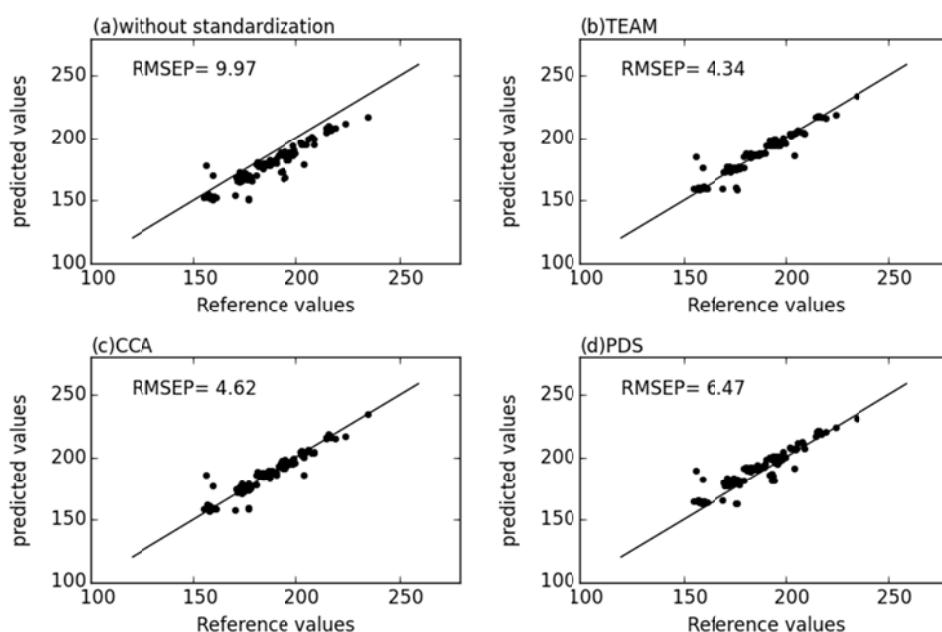 (a)without standardization
RMSEP= 9.97
250
200
150
100
predicted values
100 150 200 250
Reference values
(b)TEAM
RMSEP= 4.34
250
200
150
100
predicted values
100 150 200 250
Reference values
(c)CCA
RMSEP= 4.62
250
200
150
100
predicted values
100 150 200 250
Reference values
(d)PDS
RMSEP= 6.47
250
200
150
100
predicted values
100 150 200 250
Reference values